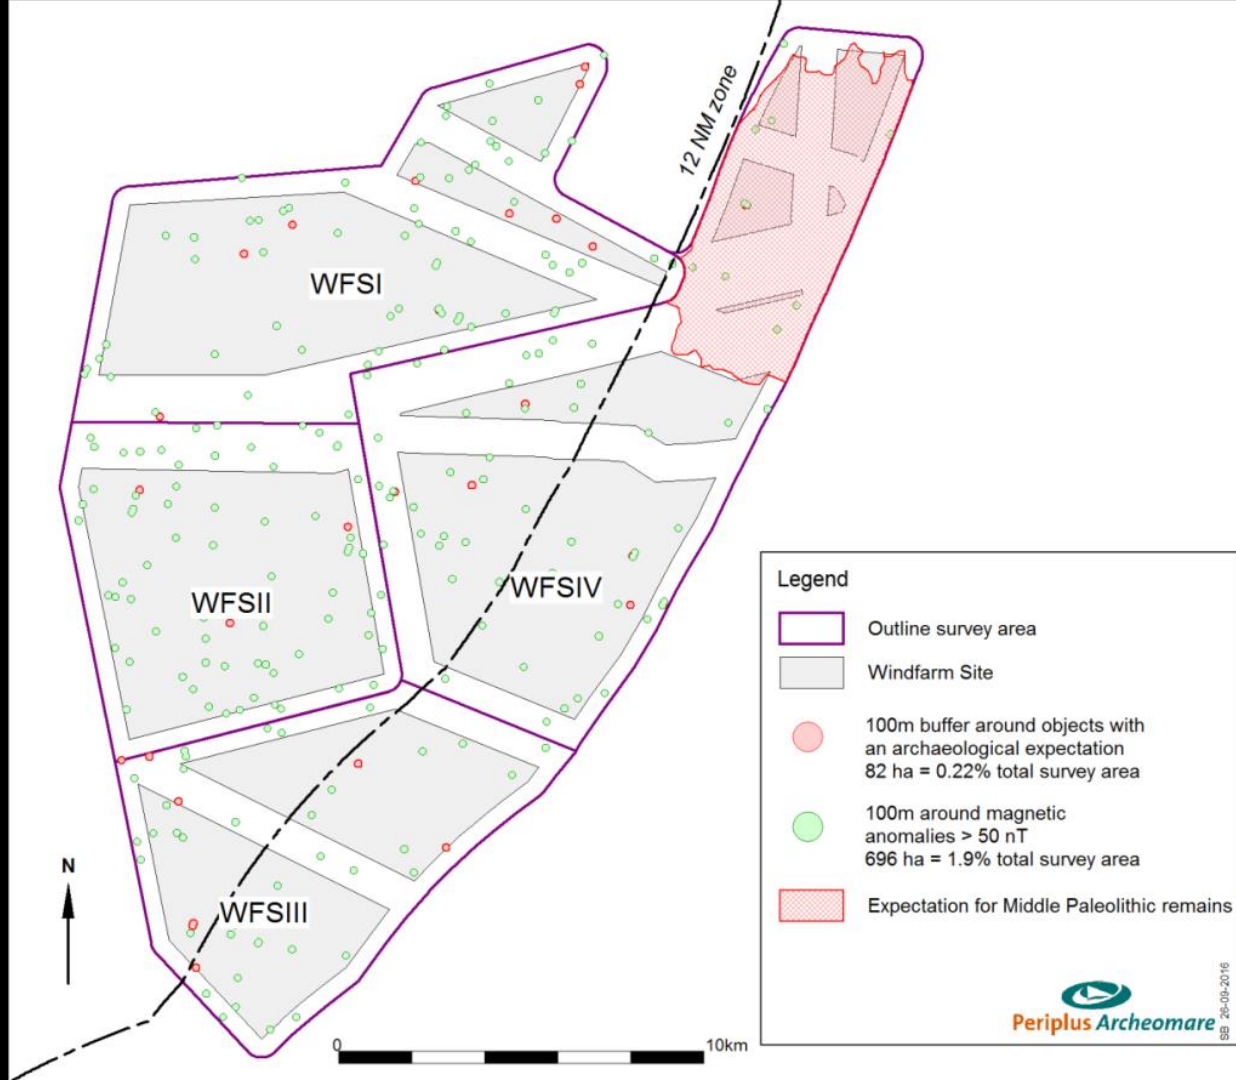 12 NM zone
WFSI
WFSII
WFSIV
WFSIII
N
0
10km
Legend
Outline survey area
Windfarm Site
100m buffer around objects with
an archaeological expectation
82 ha = 0.22% total survey area
100m around magnetic
anomalies > 50 nT
696 ha = 1.9% total survey area
Expectation for Middle Paleolithic remains
Periplus Archeomare
SB 26-09-2016